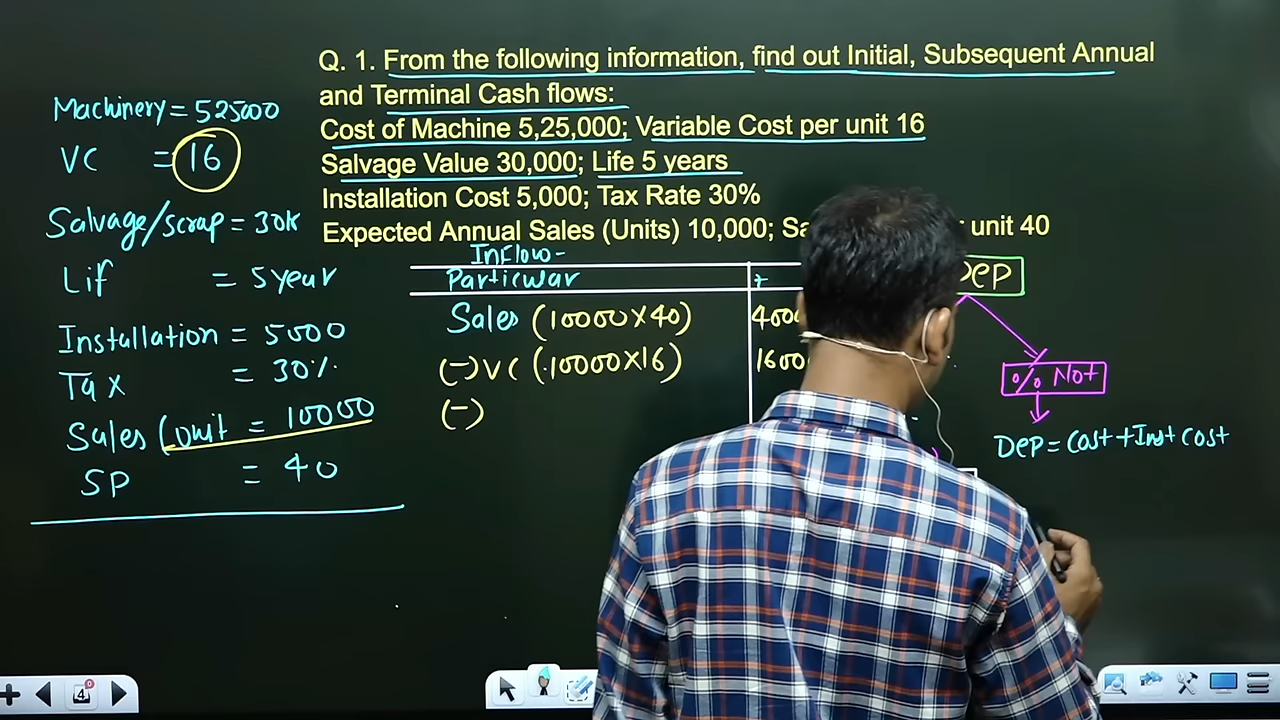 Q. 1. From the following information, find out Initial, Subsequent Annual
and Terminal Cash flows:
Cost of Machine 5,25,000; Variable Cost per unit 16
Salvage Value 30,000; Life 5 years
Installation Cost 5,000; Tax Rate 30%
Expected Annual Sales (Units) 10,000; unit 40
Machinery = 525000
VC = 16
Salvage/Scrap = 30K
Lif = 5 year
Installation = 5000
Tax = 30%
Sales (unit = 10000
SP = 40
Inflow-
Particular
Sales (10000×40)
(-) VC (10000×16)
(-)
Dep
% Not
Dep = Cost + Inst Cost
4
0